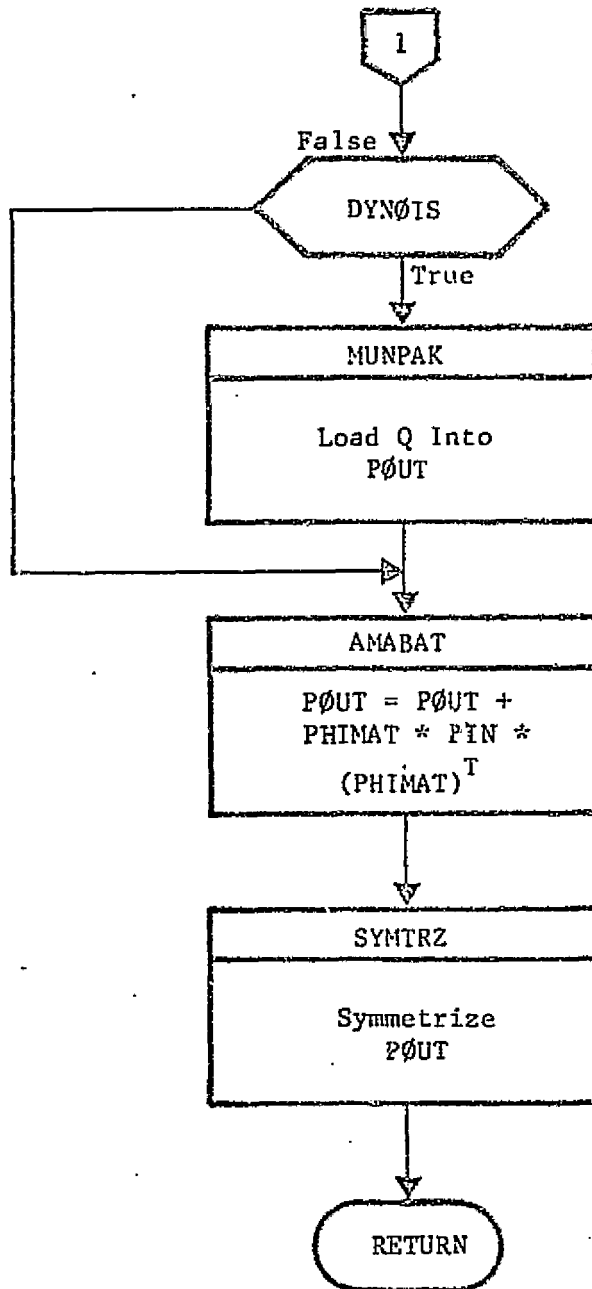 1
False
DYNØIS
True
MUNPAK
Load Q Into
PØUT
AMABAT
PØUT = PØUT +
PHIMAT * PIN *
(PHIMAT)^T
SYMTRZ
Symmetrize
PØUT
RETURN